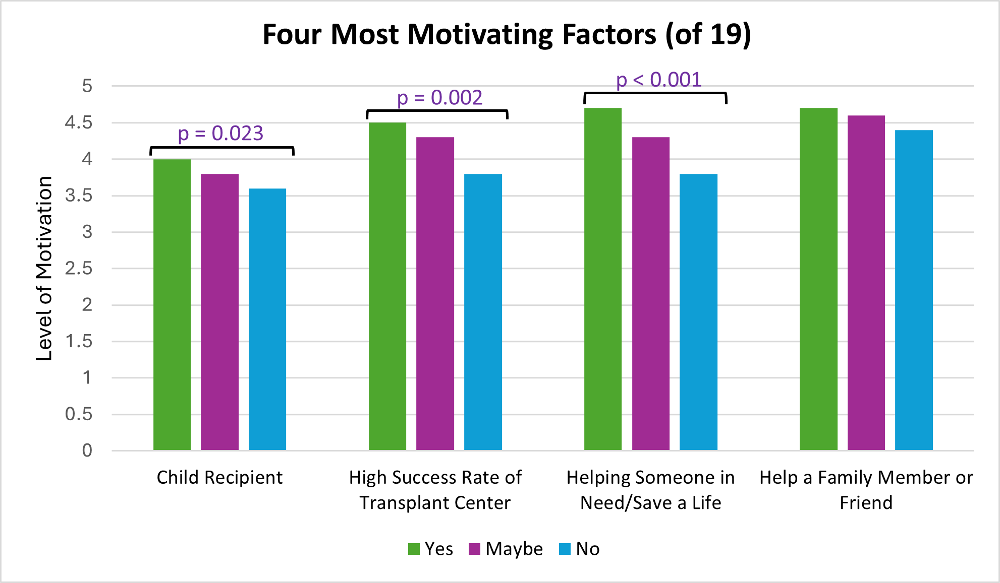 Four Most Motivating Factors (of 19)
Level of Motivation
5
4.5
4
3.5
3
2.5
2
1.5
1
0.5
0
p = 0.023
p = 0.002
p < 0.001
Child Recipient
High Success Rate of
Transplant Center
Helping Someone in
Need/Save a Life
Help a Family Member or
Friend
Yes
Maybe
No